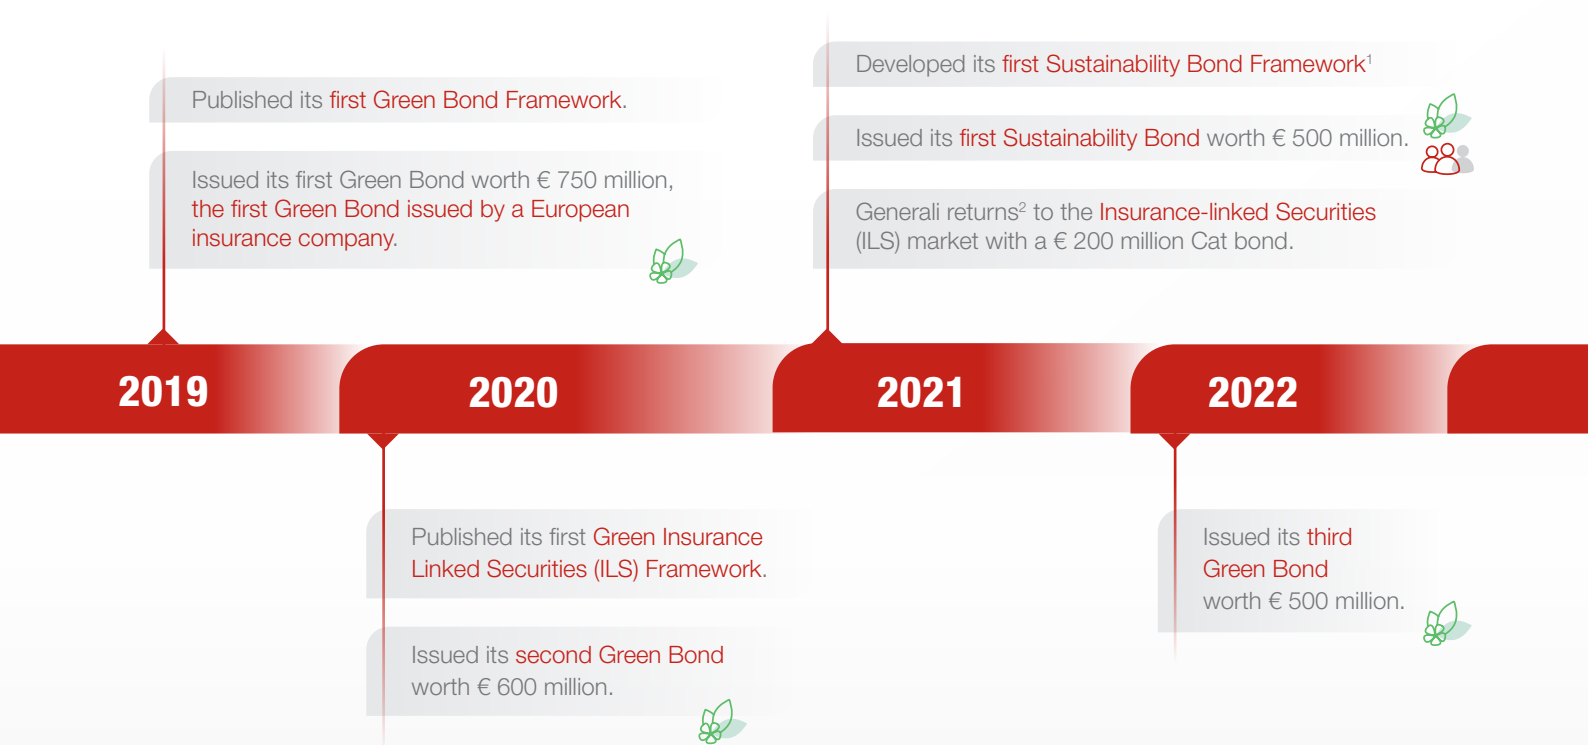 Published its first Green Bond Framework.
Issued its first Green Bond worth € 750 million,
the first Green Bond issued by a European
insurance company.
Developed its first Sustainability Bond Framework¹
Issued its first Sustainability Bond worth € 500 million.
Generali returns² to the Insurance-linked Securities
(ILS) market with a € 200 million Cat bond.
2019
2020
2021
2022
Published its first Green Insurance
Linked Securities (ILS) Framework.
Issued its second Green Bond
worth € 600 million.
Issued its third
Green Bond
worth € 500 million.